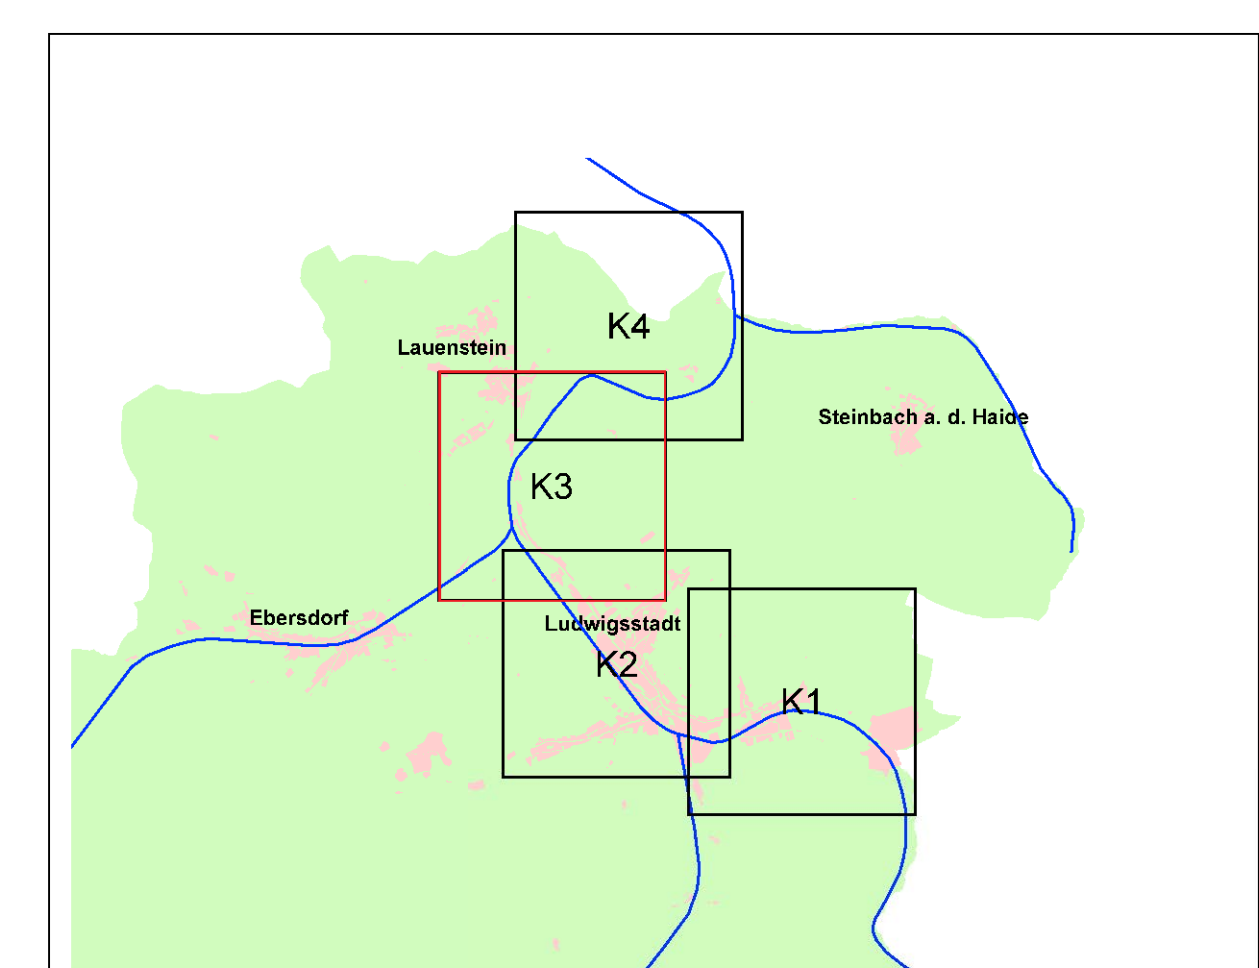 K4
Lauenstein
Steinbach a. d. Haide
K3
Ebersdorf
Ludwigsstadt
K2
K1